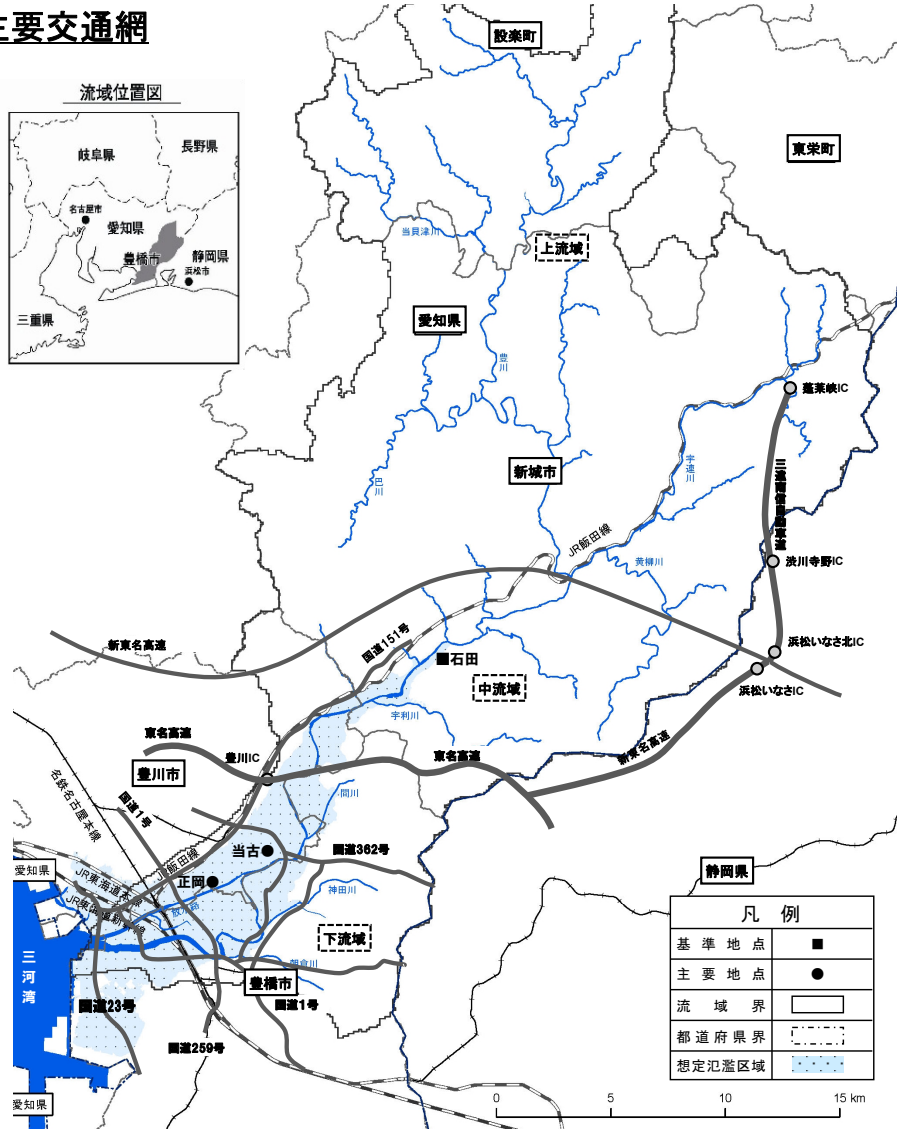 主要交通網
流域位置図
長野県
岐阜県
名古屋市
愛知県
豊橋市
静岡県
浜松市
三重県
設楽町
東栄町
当貝津川
上流域
愛知県
豊川
蓬莱峡IC
新城市
宇連川
巴川
三遠南信自動車道
JR飯田線
黄柳川
渋川寺野IC
新東名高速
国道151号
石田
浜松いなさ北IC
中流域
浜松いなさIC
宇利川
東名高速
豊川IC
東名高速
新東名高速
豊川市
名鉄名古屋本線
国道1号
間川
当古
国道362号
JR飯田線
愛知県
JR東海道本線
正岡
神田川
静岡県
JR東海道新幹線
放水路
下流域
朝倉川
三河湾
豊橋市
国道23号
国道1号
国道259号
愛知県
凡例
基準地点
主要地点
流域界
都道府県界
想定氾濫区域
0 5 10 15 km